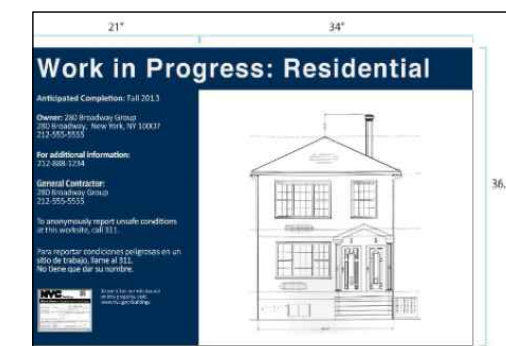 21"
34"
Work in Progress: Residential
Anticipated Completion: Fall 2013
Owner: 280 Broadway Group
280 Broadway, New York, NY 10007
212-555-5555
For additional information:
212-888-1234
General Contractor:
280 Broadway Group
212-555-5555
To anonymously report unsafe conditions
at this worksite, call 311.
Para reportar condiciones peligrosas en un
sitio de trabajo, llame al 311.
No tiene que dar su nombre.
36.
NYC